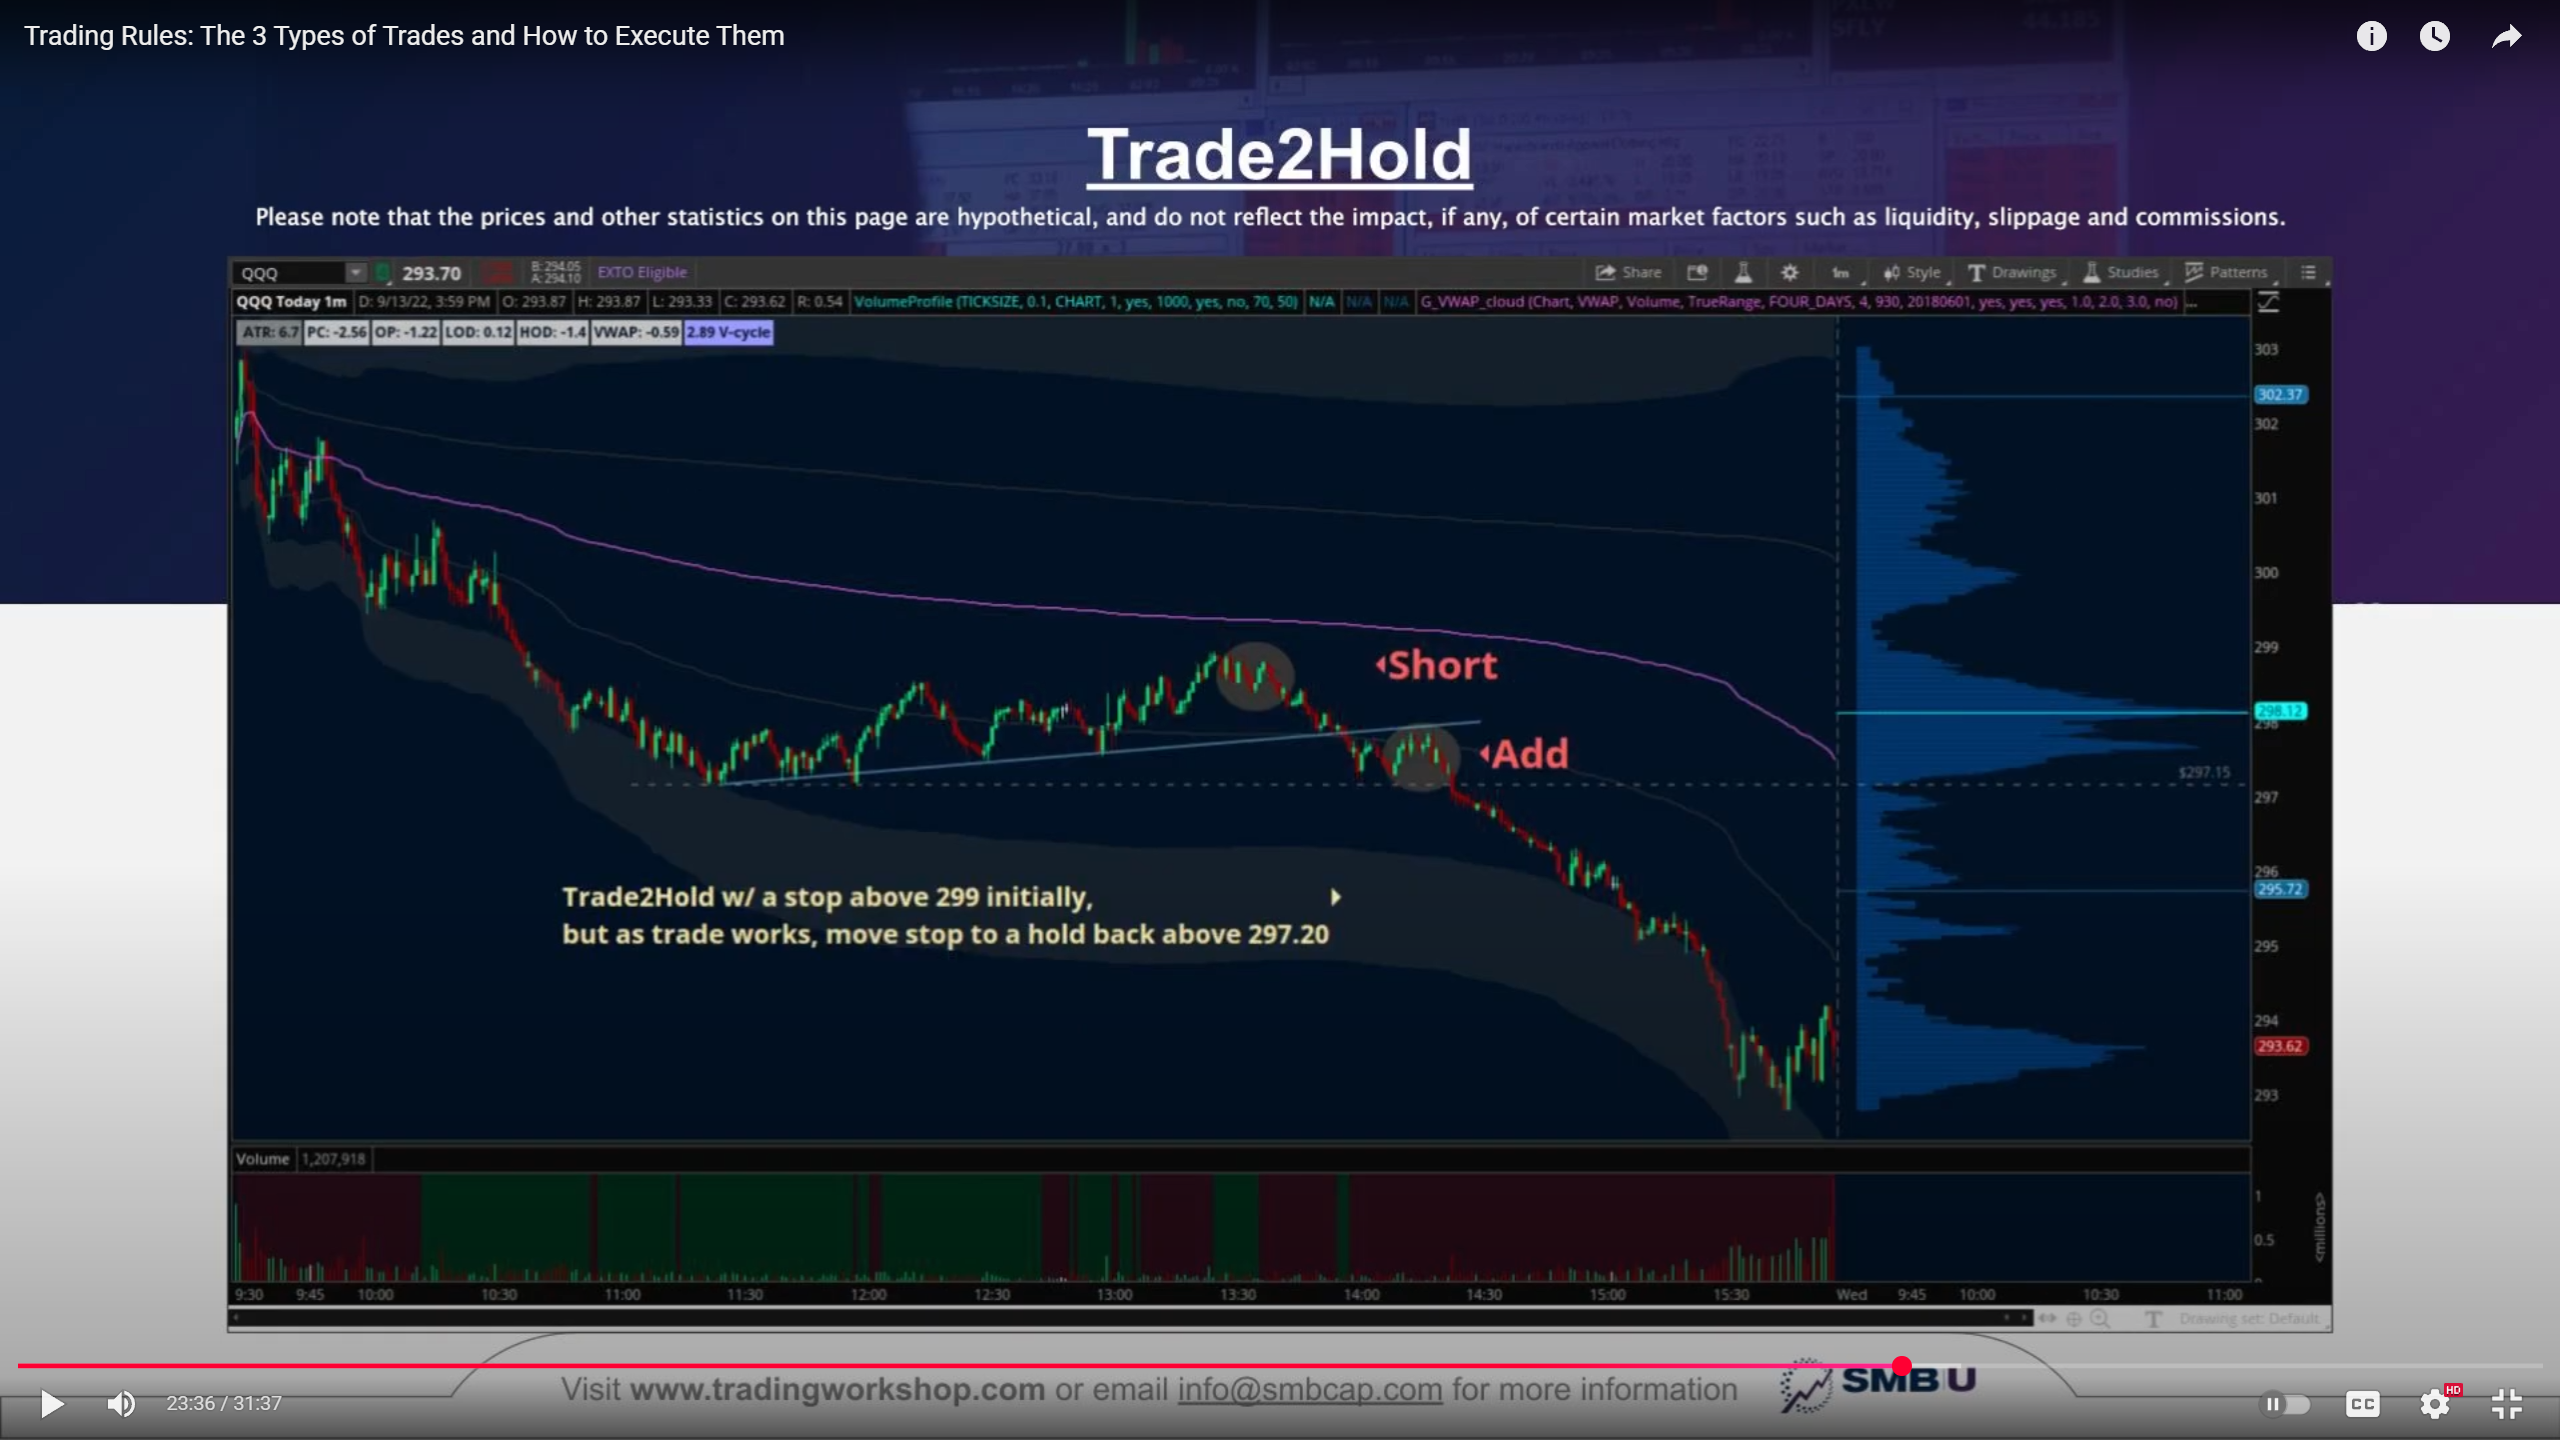 Trading Rules: The 3 Types of Trades and How to Execute Them
Trade2Hold
Please note that the prices and other statistics on this page are hypothetical, and do not reflect the impact, if any, of certain market factors such as liquidity, slippage and commissions.
QQQ 293.70 B: 294.05 A: 294.10 EXTO Eligible Share 1m Style Drawings Studies Patterns
QQQ Today 1m D: 9/13/22, 3:59 PM O: 293.87 H: 293.87 L: 293.33 C: 293.62 R: 0.54 VolumeProfile (TICKSIZE, 0.1, CHART, 1, yes, 1000, yes, no, 70, 50) N/A N/A N/A G_VWAP_cloud (Chart, VWAP, Volume, TrueRange, FOUR_DAYS, 4, 930, 20180601, yes, yes, yes, 1.0, 2.0, 3.0, no) ...
ATR: 6.7 PC: -2.56 OP: -1.22 LOD: 0.12 HOD: -1.4 VWAP: -0.59 2.89 V-cycle
303
302.37
302
301
300
299
Short
298.12
298
Add
$297.15
297
296
295.72
Trade2Hold w/ a stop above 299 initially,
but as trade works, move stop to a hold back above 297.20
295
294
293.62
293
Volume 1,207,918
1
0.5
<millions>
9:30 9:45 10:00 10:30 11:00 11:30 12:00 12:30 13:00 13:30 14:00 14:30 15:00 15:30 Wed 9:45 10:00 10:30 11:00
Drawing set: Default
Visit www.tradingworkshop.com or email info@smbcap.com for more information
SMB U
23:36 / 31:37
CC
HD